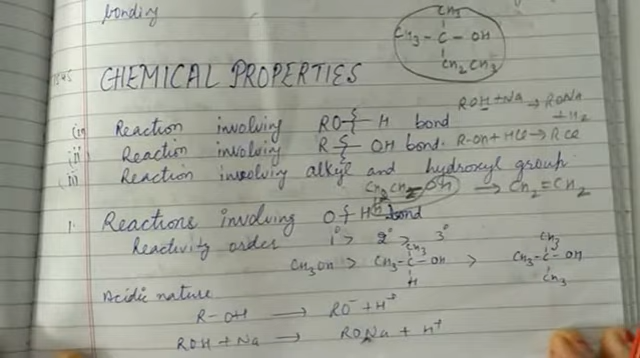 bonding
CH3
CH3 - C - OH
CH2CH3
CHEMICAL PROPERTIES
(i) Reaction involving RO-H bond ROH + Na → RONa + H2
(ii) Reaction involving R-OH bond. R-OH + HCl → RCl
(iii) Reaction involving alkyl and hydroxyl group.
CH2CH2-OH → CH2=CH2
H
1. Reactions involving O-H bond
Reactivity order 1° > 2° > 3°
CH3OH > CH3-C-OH > CH3-C-OH
CH3 H CH3 CH3
Acidic nature
R-OH → RO⁻ + H⁺
ROH + Na → RONa + H⁺